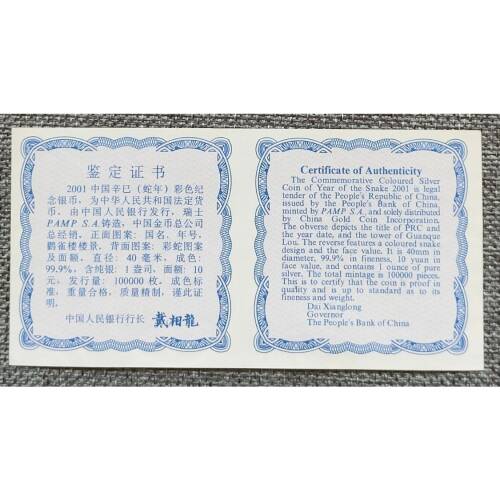 鉴定证书
2001 中国辛巳《蛇年》彩色纪
念银币，为中华人民共和国法定货
币。由中国人民银行发行，瑞士
PAMP S.A.铸造，中国金币总公司
总经销。正面图案：国名、年号、
鹳雀楼楼景，背面图案：彩蛇图案
及面额。直径：40 毫米，成色：
99.9%，含纯银：1 盎司，面额：10
元，发行量：100000 枚。成色标
准，重量合格，质量精制，谨此证
明。
中国人民银行行长 戴相龍
Certificate of Authenticity
The Commemorative Coloured Silver
Coin of Year of the Snake 2001 is legal
tender of the People's Republic of China,
issued by the People's Bank of China,
minted by PAMP S.A., and solely distributed
by China Gold Coin Incorporation.
The obverse depicts the title of PRC and
the year date, and the tower of Guanque
Lou. The reverse features a coloured snake
design and the face amount. It is 40mm in
diameter, 99.9% in fineness, 10 yuan in
face value, and contains 1 ounce of pure
silver. The total mintage is 100000 pieces.
This is to certify that the coin is proof in
quality and is up to standard as to its
fineness and weight.
Dai Xianglong
Governor
The People's Bank of China